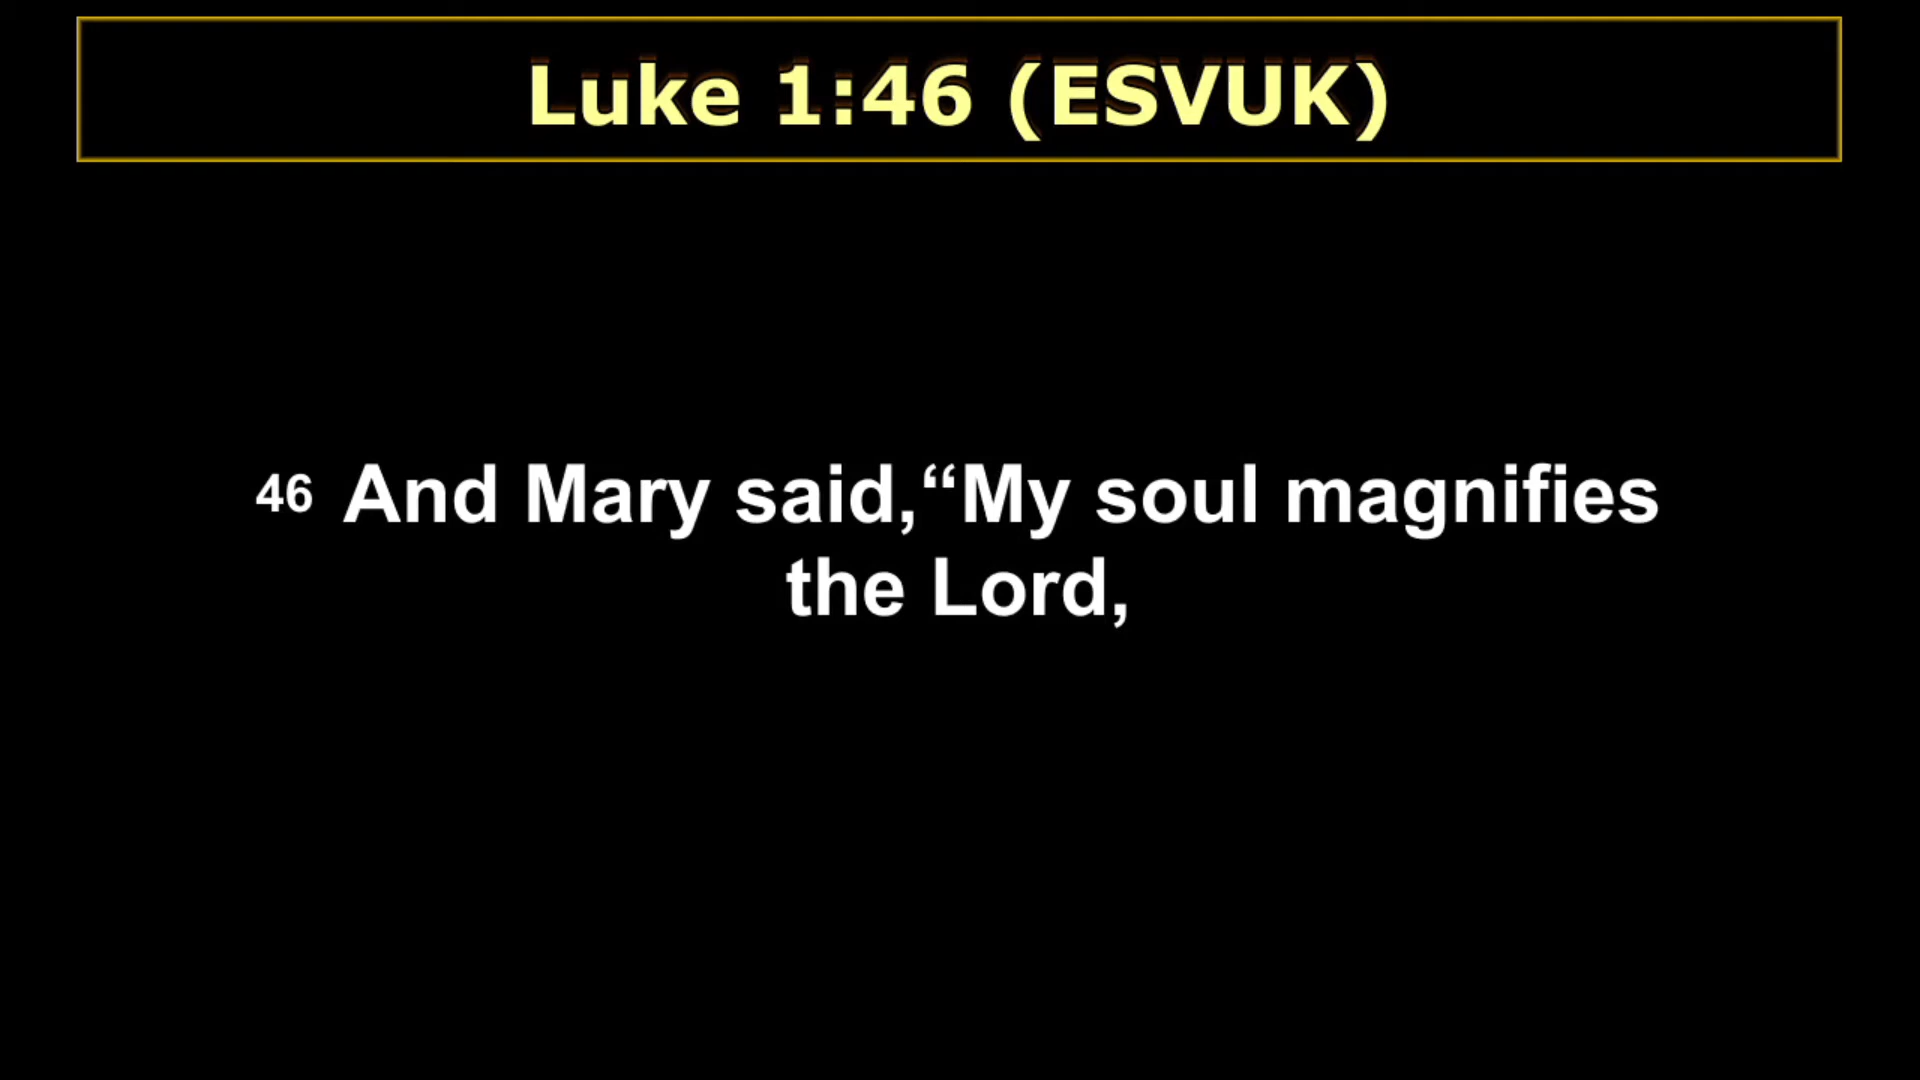 Luke 1:46 (ESVUK)
46 And Mary said,“My soul magnifies
the Lord,